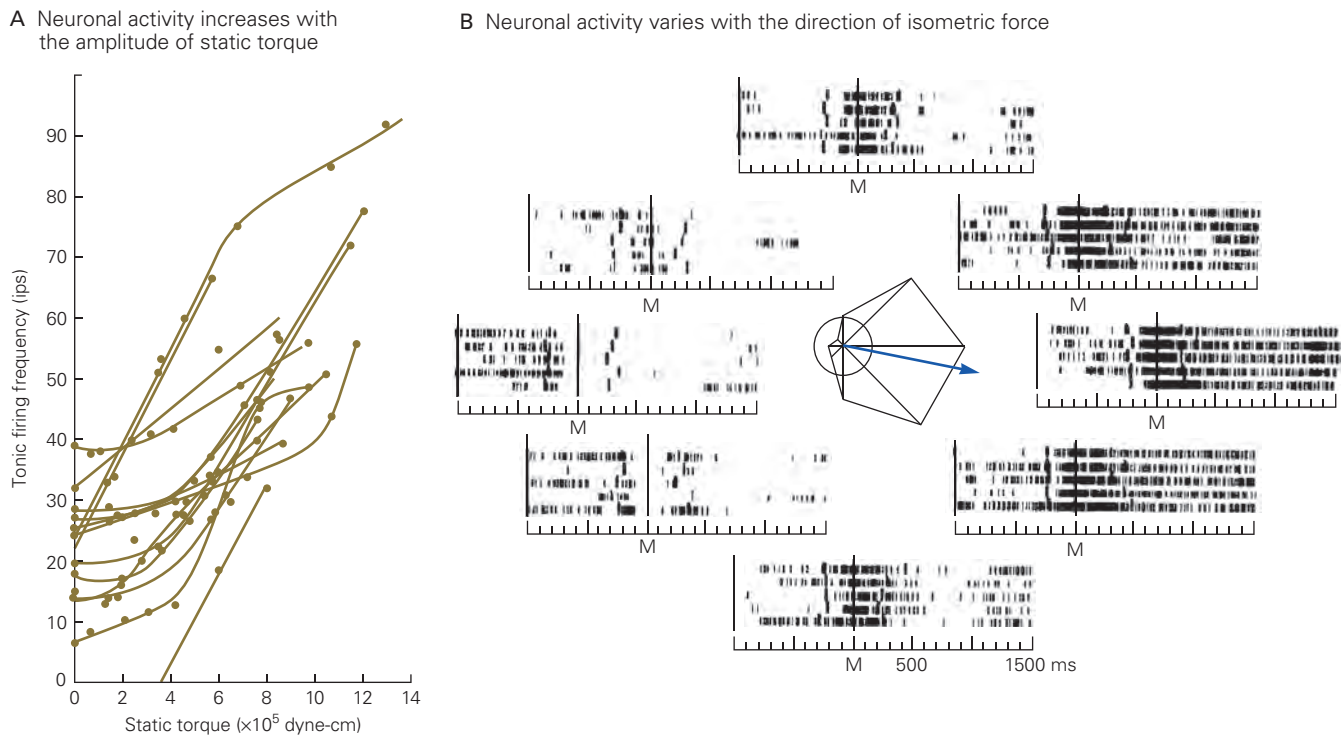 A Neuronal activity increases with
the amplitude of static torque
90
80
70
60
50
40
30
20
10
0
Tonic firing frequency (ips)
0 2 4 6 8 10 12 14
Static torque (×10⁵ dyne-cm)
B Neuronal activity varies with the direction of isometric force
M
M
M
M
M
M
M
M 500 1500 ms